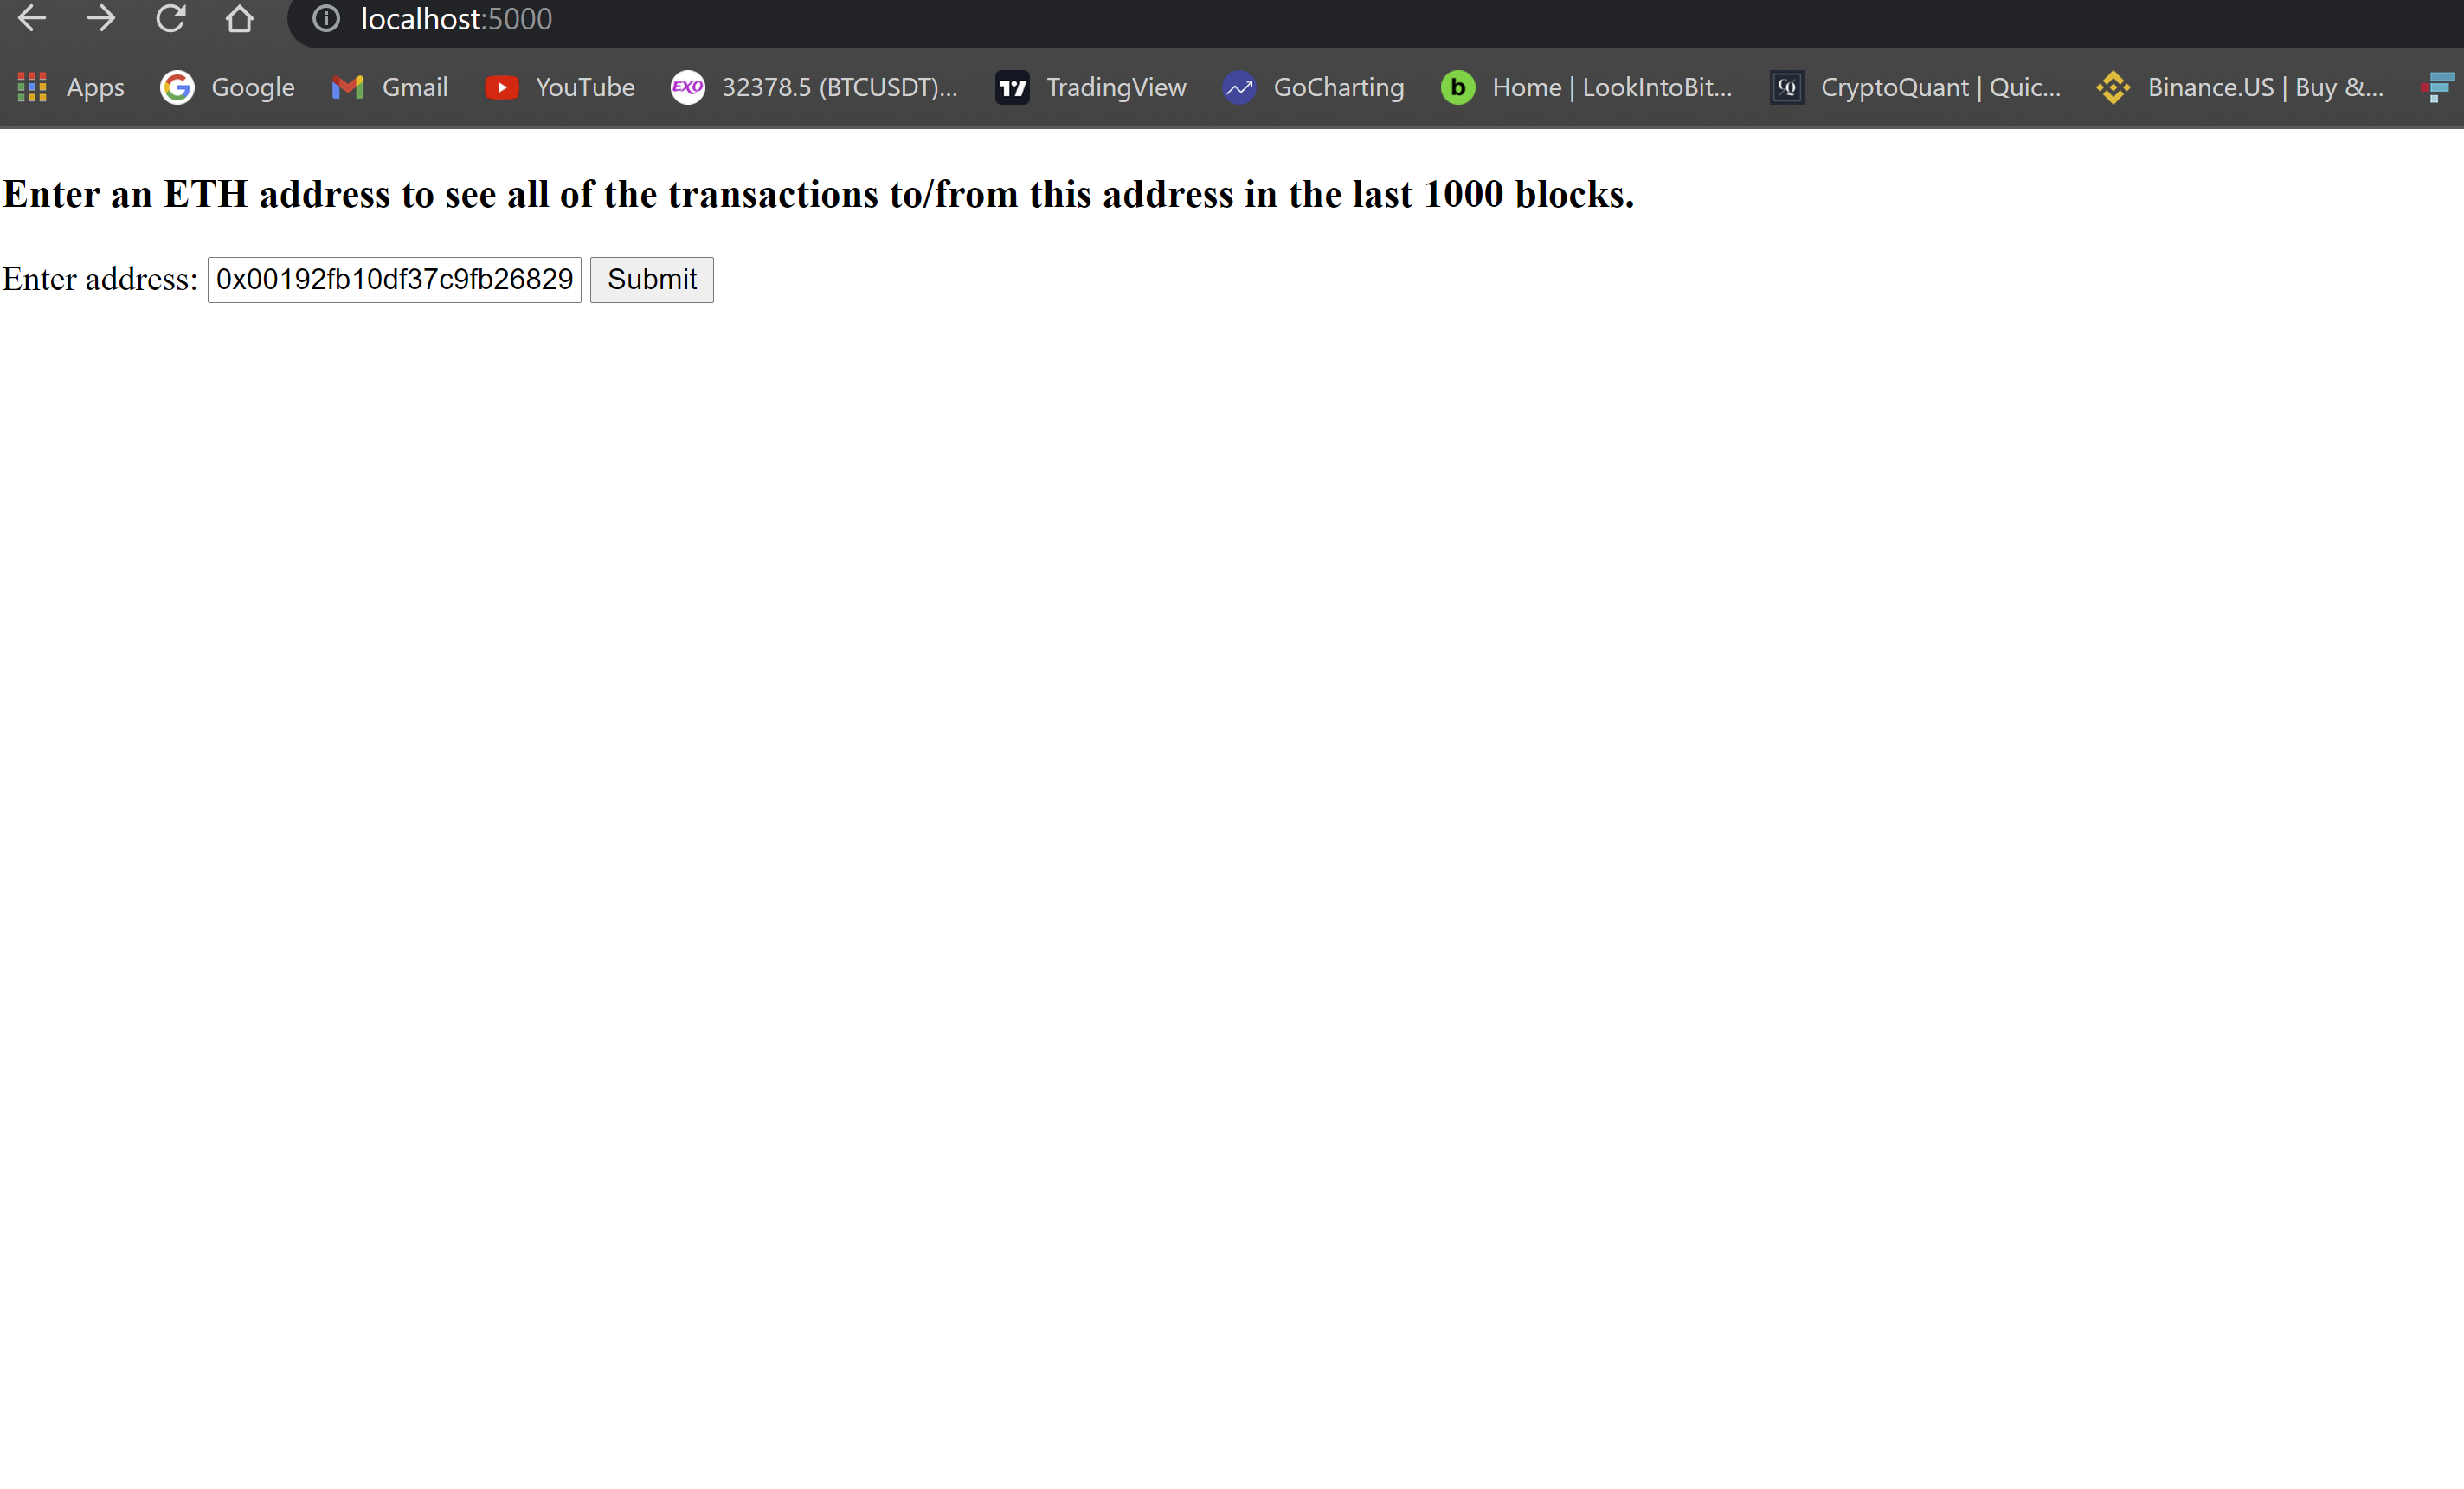 localhost:5000
Apps Google Gmail YouTube EXO 32378.5 (BTCUSDT)... TradingView GoCharting b Home | LookIntoBit... CryptoQuant | Quic... Binance.US | Buy &...
Enter an ETH address to see all of the transactions to/from this address in the last 1000 blocks.
Enter address: 0x00192fb10df37c9fb26829 Submit